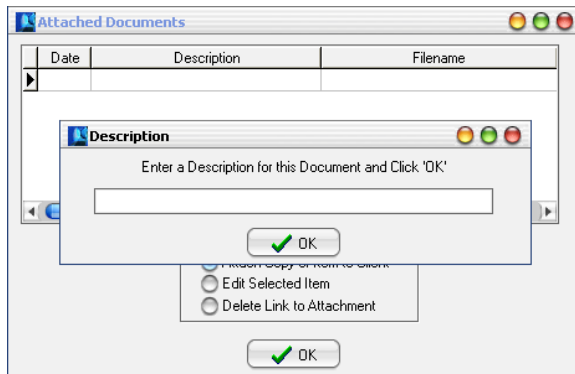 Attached Documents
Date Description Filename
Description
Enter a Description for this Document and Click 'OK'
OK
Edit Selected Item
Delete Link to Attachment
OK